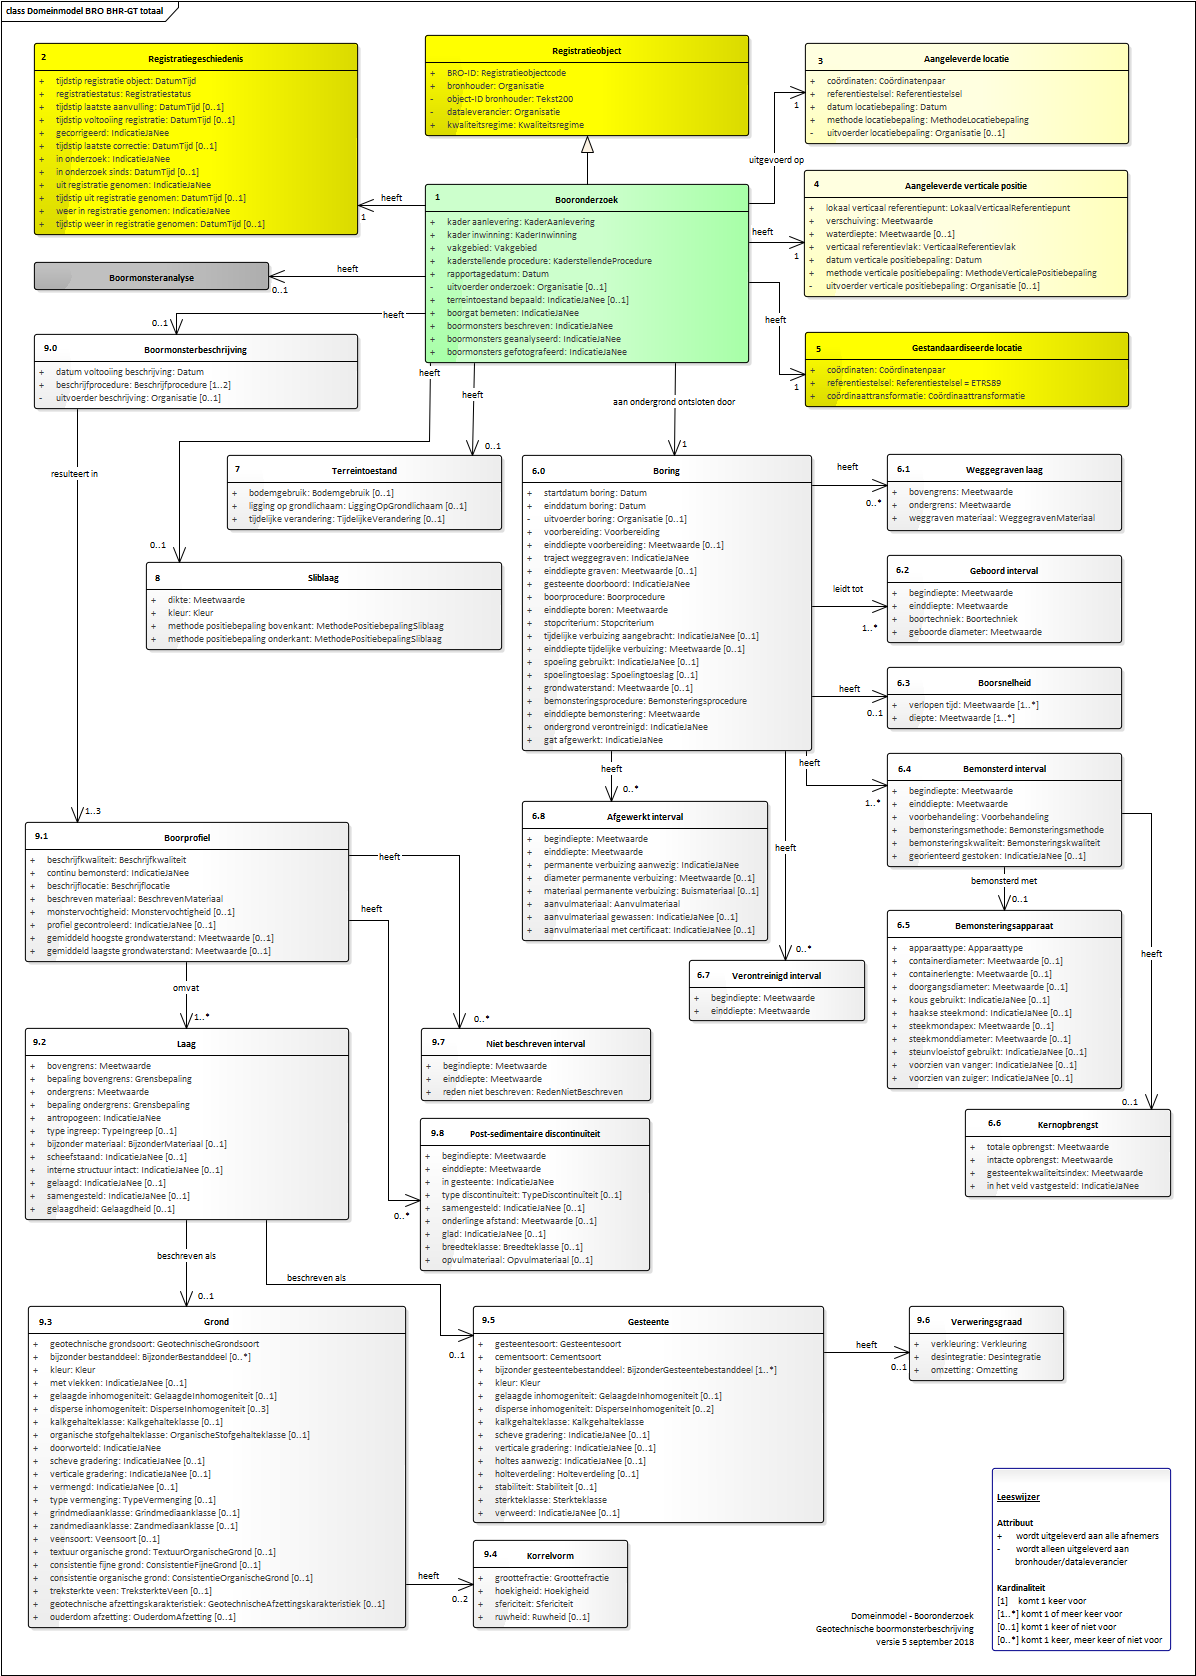 class Domeinmodel BRO BHR-GT totaal
2 Registratiegeschiedenis
+ tijdstip registratie object: DatumTijd
+ registratiestatus: Registratiestatus
+ tijdstip laatste aanvulling: DatumTijd [0..1]
+ tijdstip voltooiing registratie: DatumTijd [0..1]
+ gecorrigeerd: IndicatieJaNee
+ tijdstip laatste correctie: DatumTijd [0..1]
+ in onderzoek: IndicatieJaNee
+ in onderzoek sinds: DatumTijd [0..1]
+ uit registratie genomen: IndicatieJaNee
+ tijdstip uit registratie genomen: DatumTijd [0..1]
+ weer in registratie genomen: IndicatieJaNee
+ tijdstip weer in registratie genomen: DatumTijd [0..1]
Registratieobject
+ BRO-ID: Registratieobjectcode
+ bronhouder: Organisatie
- object-ID bronhouder: Tekst200
- dataleverancier: Organisatie
+ kwaliteitsregime: Kwaliteitsregime
3 Aangeleverde locatie
+ coördinaten: Coördinatenpaar
+ referentiestelsel: Referentiestelsel
+ datum locatiebepaling: Datum
+ methode locatiebepaling: MethodeLocatiebepaling
- uitvoerder locatiebepaling: Organisatie [0..1]
1
uitgevoerd op
4 Aangeleverde verticale positie
+ lokaal verticaal referentiepunt: LokaalVerticaalReferentiepunt
+ verschuiving: Meetwaarde
+ waterdiepte: Meetwaarde [0..1]
+ verticaal referentievlak: VerticaalReferentievlak
+ datum verticale positiebepaling: Datum
+ methode verticale positiebepaling: MethodeVerticalePositiebepaling
- uitvoerder verticale positiebepaling: Organisatie [0..1]
heeft
1
heeft
1
1 Booronderzoek
+ kader aanlevering: KaderAanlevering
+ kader inwinning: KaderInwinning
+ vakgebied: Vakgebied
+ kaderstellende procedure: KaderstellendeProcedure
+ rapportagedatum: Datum
- uitvoerder onderzoek: Organisatie [0..1]
+ terreintoestand bepaald: IndicatieJaNee [0..1]
+ boorgat bemeten: IndicatieJaNee
+ boormonsters beschreven: IndicatieJaNee
+ boormonsters geanalyseerd: IndicatieJaNee
+ boormonsters gefotografeerd: IndicatieJaNee
Boormonsteranalyse
heeft
0..1
heeft
0..1
9.0 Boormonsterbeschrijving
+ datum voltooiing beschrijving: Datum
+ beschrijfprocedure: Beschrijfprocedure [1..2]
- uitvoerder beschrijving: Organisatie [0..1]
heeft
1
5 Gestandaardiseerde locatie
+ coördinaten: Coördinatenpaar
+ referentiestelsel: Referentiestelsel = ETRS89
+ coördinaattransformatie: Coördinaattransformatie
heeft
heeft
aan ondergrond ontsloten door
0..1
1
resulteert in
7 Terreintoestand
+ bodemgebruik: Bodemgebruik [0..1]
+ ligging op grondlichaam: LiggingOpGrondlichaam [0..1]
+ tijdelijke verandering: TijdelijkeVerandering [0..1]
0..1
8 Sliblaag
+ dikte: Meetwaarde
+ kleur: Kleur
+ methode positiebepaling bovenkant: MethodePositiebepalingSliblaag
+ methode positiebepaling onderkant: MethodePositiebepalingSliblaag
6.0 Boring
+ startdatum boring: Datum
+ einddatum boring: Datum
- uitvoerder boring: Organisatie [0..1]
+ voorbereiding: Voorbereiding
+ einddiepte voorbereiding: Meetwaarde [0..1]
+ traject weggegraven: IndicatieJaNee
+ einddiepte graven: Meetwaarde [0..1]
+ gesteente doorboord: IndicatieJaNee
+ boorprocedure: Boorprocedure
+ einddiepte boren: Meetwaarde
+ stopcriterium: Stopcriterium
+ tijdelijke verbuizing aangebracht: IndicatieJaNee [0..1]
+ einddiepte tijdelijke verbuizing: Meetwaarde [0..1]
+ spoeling gebruikt: IndicatieJaNee [0..1]
+ spoelingtoeslag: Spoelingtoeslag [0..1]
+ grondwaterstand: Meetwaarde [0..1]
+ bemonsteringsprocedure: Bemonsteringsprocedure
+ einddiepte bemonstering: Meetwaarde
+ ondergrond verontreinigd: IndicatieJaNee
+ gat afgewerkt: IndicatieJaNee
heeft
0..*
6.1 Weggegraven laag
+ bovengrens: Meetwaarde
+ ondergrens: Meetwaarde
+ weggraven materiaal: WeggegravenMateriaal
leidt tot
1..*
6.2 Geboord interval
+ begindiepte: Meetwaarde
+ einddiepte: Meetwaarde
+ boortechniek: Boortechniek
+ geboorde diameter: Meetwaarde
heeft
0..1
6.3 Boorsnelheid
+ verlopen tijd: Meetwaarde [1..*]
+ diepte: Meetwaarde [1..*]
heeft
1..*
6.4 Bemonsterd interval
+ begindiepte: Meetwaarde
+ einddiepte: Meetwaarde
+ voorbehandeling: Voorbehandeling
+ bemonsteringsmethode: Bemonsteringsmethode
+ bemonsteringskwaliteit: Bemonsteringskwaliteit
+ georienteerd gestoken: IndicatieJaNee [0..1]
heeft
0..*
6.8 Afgewerkt interval
+ begindiepte: Meetwaarde
+ einddiepte: Meetwaarde
+ permanente verbuizing aanwezig: IndicatieJaNee
+ diameter permanente verbuizing: Meetwaarde [0..1]
+ materiaal permanente verbuizing: Buismateriaal [0..1]
+ aanvulmateriaal: Aanvulmateriaal
+ aanvulmateriaal gewassen: IndicatieJaNee [0..1]
+ aanvulmateriaal met certificaat: IndicatieJaNee [0..1]
heeft
0..*
6.7 Verontreinigd interval
+ begindiepte: Meetwaarde
+ einddiepte: Meetwaarde
bemonsterd met
0..1
6.5 Bemonsteringsapparaat
+ apparaattype: Apparaattype
+ containerdiameter: Meetwaarde [0..1]
+ containerlengte: Meetwaarde [0..1]
+ doorgangsdiameter: Meetwaarde [0..1]
+ kous gebruikt: IndicatieJaNee [0..1]
+ haakse steekmond: IndicatieJaNee [0..1]
+ steekmondapex: Meetwaarde [0..1]
+ steekmonddiameter: Meetwaarde [0..1]
+ steunvloeistof gebruikt: IndicatieJaNee [0..1]
+ voorzien van vanger: IndicatieJaNee [0..1]
+ voorzien van zuiger: IndicatieJaNee [0..1]
heeft
0..1
6.6 Kernopbrengst
+ totale opbrengst: Meetwaarde
+ intacte opbrengst: Meetwaarde
+ gesteentekwaliteitsindex: Meetwaarde
+ in het veld vastgesteld: IndicatieJaNee
1..3
9.1 Boorprofiel
+ beschrijfkwaliteit: Beschrijfkwaliteit
+ continu bemonsterd: IndicatieJaNee
+ beschrijflocatie: Beschrijflocatie
+ beschreven materiaal: BeschrevenMateriaal
+ monstervochtigheid: Monstervochtigheid [0..1]
+ profiel gecontroleerd: IndicatieJaNee [0..1]
+ gemiddeld hoogste grondwaterstand: Meetwaarde [0..1]
+ gemiddeld laagste grondwaterstand: Meetwaarde [0..1]
heeft
heeft
omvat
1..*
0..*
9.7 Niet beschreven interval
+ begindiepte: Meetwaarde
+ einddiepte: Meetwaarde
+ reden niet beschreven: RedenNietBeschreven
9.2 Laag
+ bovengrens: Meetwaarde
+ bepaling bovengrens: Grensbepaling
+ ondergrens: Meetwaarde
+ bepaling ondergrens: Grensbepaling
+ antropogeen: IndicatieJaNee
+ type ingreep: TypeIngreep [0..1]
+ bijzonder materiaal: BijzonderMateriaal [0..1]
+ scheefstaand: IndicatieJaNee [0..1]
+ interne structuur intact: IndicatieJaNee [0..1]
+ gelaagd: IndicatieJaNee [0..1]
+ samengesteld: IndicatieJaNee [0..1]
+ gelaagdheid: Gelaagdheid [0..1]
0..*
9.8 Post-sedimentaire discontinuïteit
+ begindiepte: Meetwaarde
+ einddiepte: Meetwaarde
+ in gesteente: IndicatieJaNee
+ type discontinuïteit: TypeDiscontinuïteit [0..1]
+ samengesteld: IndicatieJaNee [0..1]
+ onderlinge afstand: Meetwaarde [0..1]
+ glad: IndicatieJaNee [0..1]
+ breedteklasse: Breedteklasse [0..1]
+ opvulmateriaal: Opvulmateriaal [0..1]
beschreven als
0..1
beschreven als
0..1
9.3 Grond
+ geotechnische grondsoort: GeotechnischeGrondsoort
+ bijzonder bestanddeel: BijzonderBestanddeel [0..*]
+ kleur: Kleur
+ met vlekken: IndicatieJaNee [0..1]
+ gelaagde inhomogeniteit: GelaagdeInhomogeniteit [0..1]
+ disperse inhomogeniteit: DisperseInhomogeniteit [0..3]
+ kalkgehalteklasse: Kalkgehalteklasse [0..1]
+ organische stofgehalteklasse: OrganischeStofgehalteklasse [0..1]
+ doorworteld: IndicatieJaNee
+ scheve gradering: IndicatieJaNee [0..1]
+ verticale gradering: IndicatieJaNee [0..1]
+ vermengd: IndicatieJaNee [0..1]
+ type vermenging: TypeVermenging [0..1]
+ grindmediaanklasse: Grindmediaanklasse [0..1]
+ zandmediaanklasse: Zandmediaanklasse [0..1]
+ veensoort: Veensoort [0..1]
+ textuur organische grond: TextuurOrganischeGrond [0..1]
+ consistentie fijne grond: ConsistentieFijneGrond [0..1]
+ consistentie organische grond: ConsistentieOrganischeGrond [0..1]
+ treksterkte veen: TreksterkteVeen [0..1]
+ geotechnische afzettingskarakteristiek: GeotechnischeAfzettingskarakteristiek [0..1]
+ ouderdom afzetting: OuderdomAfzetting [0..1]
9.5 Gesteente
+ gesteentesoort: Gesteentesoort
+ cementsoort: Cementsoort
+ bijzonder gesteentebestanddeel: BijzonderGesteentebestanddeel [1..*]
+ kleur: Kleur
+ gelaagde inhomogeniteit: GelaagdeInhomogeniteit [0..1]
+ disperse inhomogeniteit: DisperseInhomogeniteit [0..2]
+ kalkgehalteklasse: Kalkgehalteklasse
+ scheve gradering: IndicatieJaNee [0..1]
+ verticale gradering: IndicatieJaNee [0..1]
+ holtes aanwezig: IndicatieJaNee [0..1]
+ holteverdeling: Holteverdeling [0..1]
+ stabiliteit: Stabiliteit [0..1]
+ sterkteklasse: Sterkteklasse
+ verweerd: IndicatieJaNee [0..1]
heeft
0..1
9.6 Verweringsgraad
+ verkleuring: Verkleuring
+ desintegratie: Desintegratie
+ omzetting: Omzetting
heeft
0..2
9.4 Korrelvorm
+ groottefractie: Groottefractie
+ hoekigheid: Hoekigheid
+ sfericiteit: Sfericiteit
+ ruwheid: Ruwheid [0..1]
Leeswijzer
Attribuut
+ wordt uitgeleverd aan alle afnemers
- wordt alleen uitgeleverd aan
bronhouder/dataleverancier
Kardinaliteit
[1] komt 1 keer voor
[1..*] komt 1 of meer keer voor
[0..1] komt 1 keer of niet voor
[0..*] komt 1 keer, meer keer of niet voor
Domeinmodel - Booronderzoek
Geotechnische boormonsterbeschrijving
versie 5 september 2018